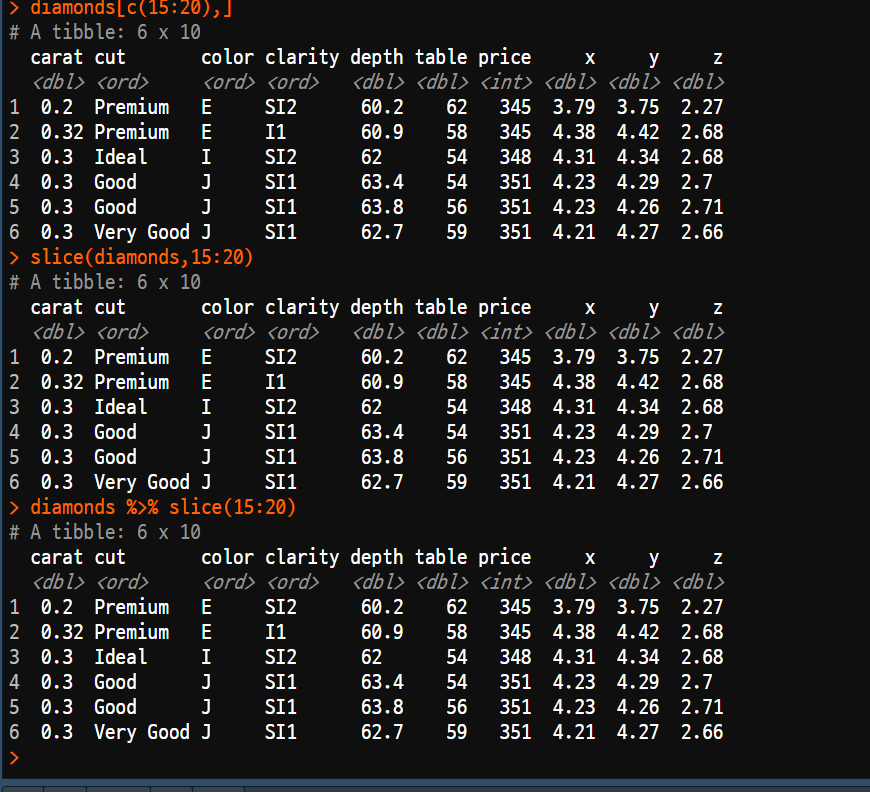 > diamonds[c(15:20),]
# A tibble: 6 x 10
carat cut color clarity depth table price x y z
<dbl> <ord> <ord> <ord> <dbl> <dbl> <int> <dbl> <dbl> <dbl>
1 0.2 Premium E SI2 60.2 62 345 3.79 3.75 2.27
2 0.32 Premium E I1 60.9 58 345 4.38 4.42 2.68
3 0.3 Ideal I SI2 62 54 348 4.31 4.34 2.68
4 0.3 Good J SI1 63.4 54 351 4.23 4.29 2.7
5 0.3 Good J SI1 63.8 56 351 4.23 4.26 2.71
6 0.3 Very Good J SI1 62.7 59 351 4.21 4.27 2.66
> slice(diamonds,15:20)
# A tibble: 6 x 10
carat cut color clarity depth table price x y z
<dbl> <ord> <ord> <ord> <dbl> <dbl> <int> <dbl> <dbl> <dbl>
1 0.2 Premium E SI2 60.2 62 345 3.79 3.75 2.27
2 0.32 Premium E I1 60.9 58 345 4.38 4.42 2.68
3 0.3 Ideal I SI2 62 54 348 4.31 4.34 2.68
4 0.3 Good J SI1 63.4 54 351 4.23 4.29 2.7
5 0.3 Good J SI1 63.8 56 351 4.23 4.26 2.71
6 0.3 Very Good J SI1 62.7 59 351 4.21 4.27 2.66
> diamonds %>% slice(15:20)
# A tibble: 6 x 10
carat cut color clarity depth table price x y z
<dbl> <ord> <ord> <ord> <dbl> <dbl> <int> <dbl> <dbl> <dbl>
1 0.2 Premium E SI2 60.2 62 345 3.79 3.75 2.27
2 0.32 Premium E I1 60.9 58 345 4.38 4.42 2.68
3 0.3 Ideal I SI2 62 54 348 4.31 4.34 2.68
4 0.3 Good J SI1 63.4 54 351 4.23 4.29 2.7
5 0.3 Good J SI1 63.8 56 351 4.23 4.26 2.71
6 0.3 Very Good J SI1 62.7 59 351 4.21 4.27 2.66
>